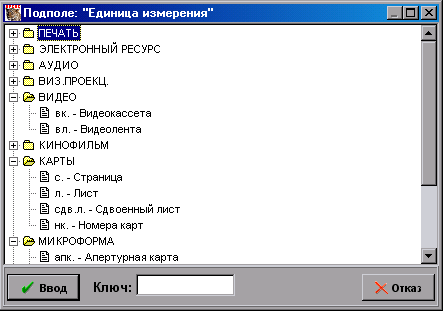 Подполе: "Единица измерения"
ПЕЧАТЬ
ЭЛЕКТРОННЫЙ РЕСУРС
АУДИО
ВИЗ.ПРОЕКЦ.
ВИДЕО
вк. - Видеокассета
вл. - Видеолента
КИНОФИЛЬМ
КАРТЫ
с. - Страница
л. - Лист
сдв.л. - Сдвоенный лист
нк. - Номера карт
МИКРОФОРМА
апк. - Апертурная карта
Ввод Ключ: Отказ